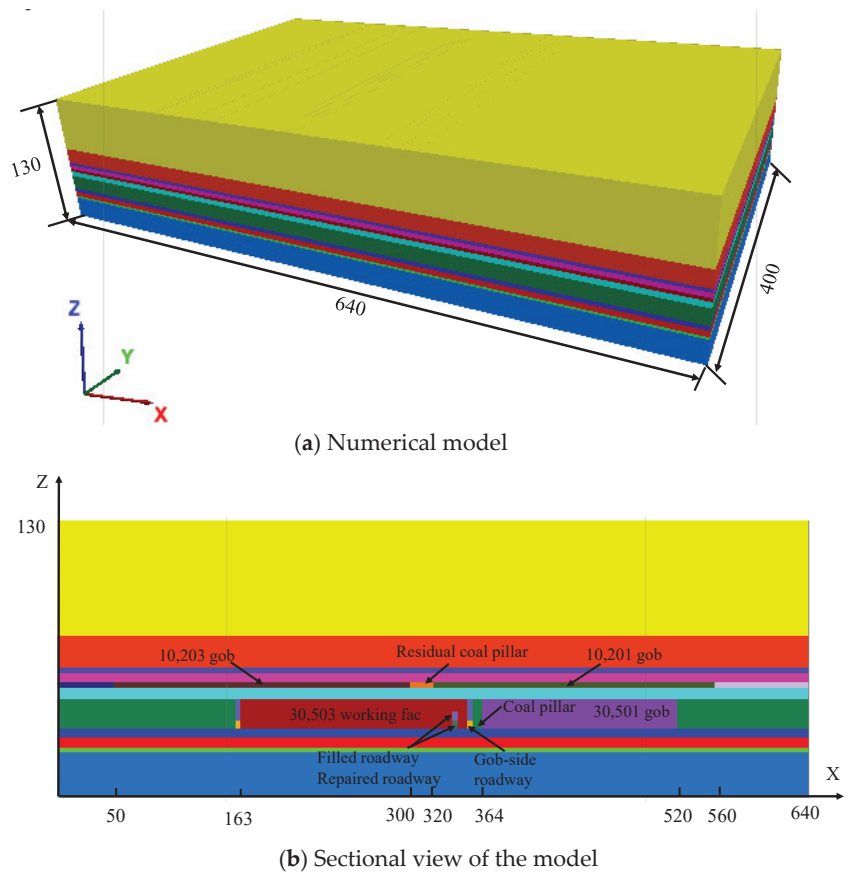 130
640
400
Z
Y
X
(a) Numerical model
Z
130
10,203 gob
Residual coal pillar
10,201 gob
30,503 working fac
Coal pillar
30,501 gob
Filled roadway
Repaired roadway
Gob-side
roadway
X
50
163
300
320
364
520
560
640
(b) Sectional view of the model